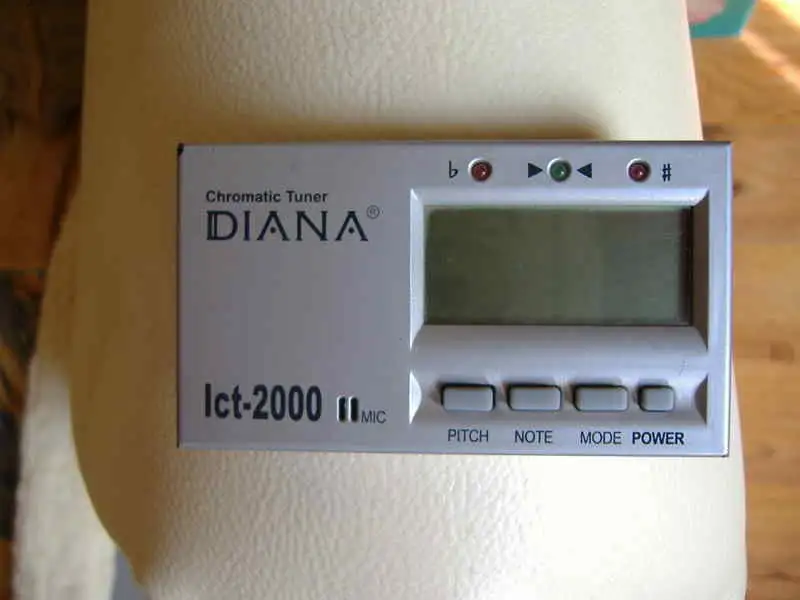 ♭ ▶ ◀ ♯
Chromatic Tuner
DIANA®
lct-2000 MIC
PITCH NOTE MODE POWER